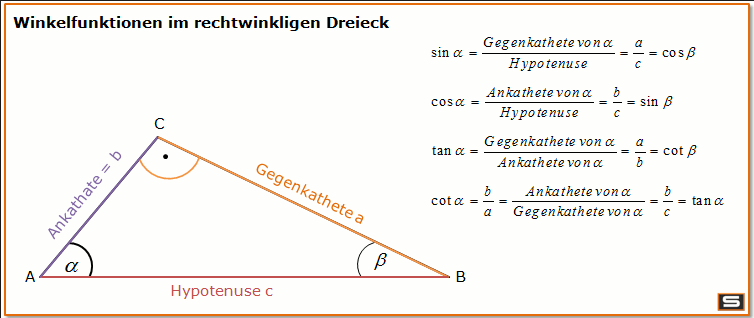 Winkelfunktionen im rechtwinkligen Dreieck
sin α = Gegenkathete von α / Hypotenuse = a/c = cos β
cos α = Ankathete von α / Hypotenuse = b/c = sin β
tan α = Gegenkathete von α / Ankathete von α = a/b = cot β
cot α = b/a = Ankathete von α / Gegenkathete von α = b/c = tan α
C
Ankathate = b
Gegenkathete a
A
α
β
B
Hypotenuse c
S